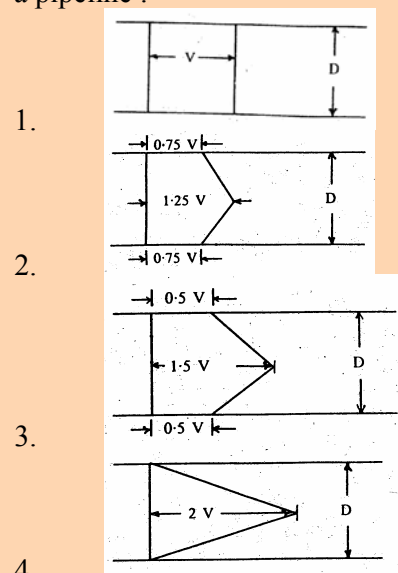 a pipeline ?
V
D
1.
0·75 V
1·25 V
D
0·75 V
2.
0·5 V
1·5 V
D
0·5 V
3.
2 V
D
4.